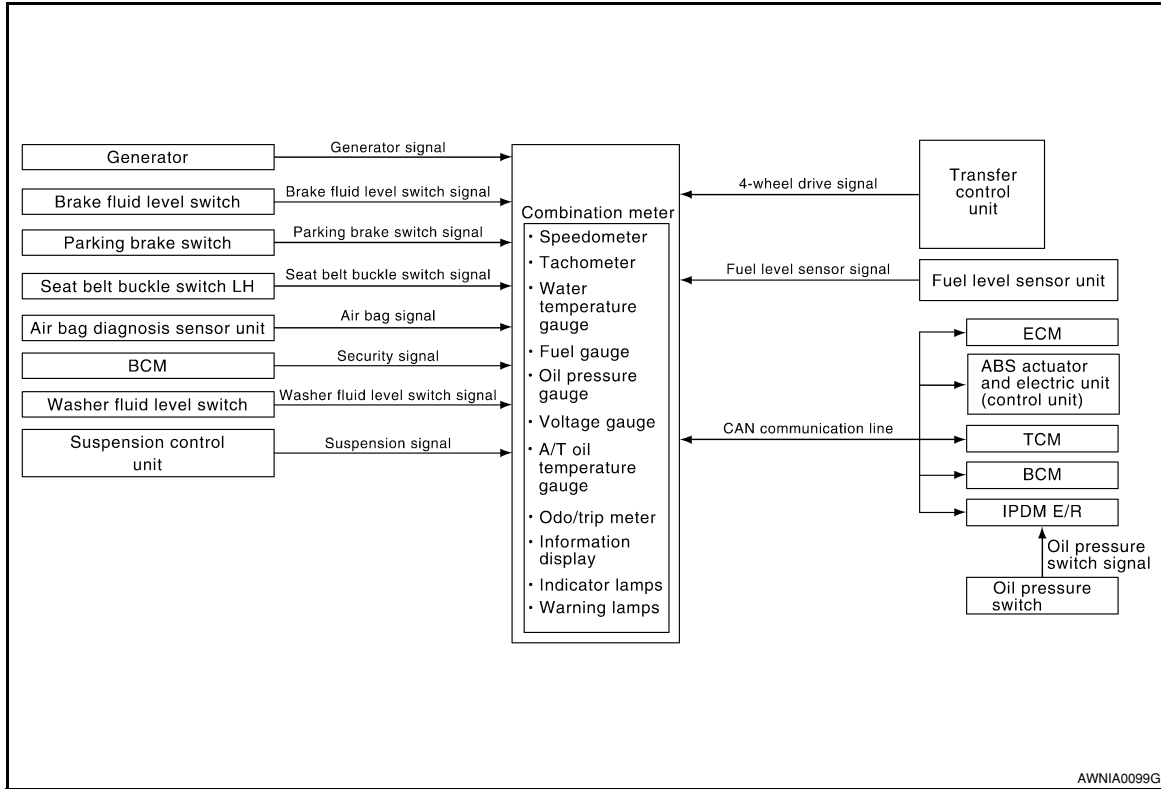 Generator
Generator signal
Brake fluid level switch
Brake fluid level switch signal
Parking brake switch
Parking brake switch signal
Seat belt buckle switch LH
Seat belt buckle switch signal
Air bag diagnosis sensor unit
Air bag signal
BCM
Security signal
Washer fluid level switch
Washer fluid level switch signal
Suspension control
unit
Suspension signal
Combination meter
· Speedometer
· Tachometer
· Water
temperature
gauge
· Fuel gauge
· Oil pressure
gauge
· Voltage gauge
· A/T oil
temperature
gauge
· Odo/trip meter
· Information
display
· Indicator lamps
· Warning lamps
4-wheel drive signal
Transfer
control
unit
Fuel level sensor signal
Fuel level sensor unit
CAN communication line
ECM
ABS actuator
and electric unit
(control unit)
TCM
BCM
IPDM E/R
Oil pressure
switch signal
Oil pressure
switch
AWNIA0099G